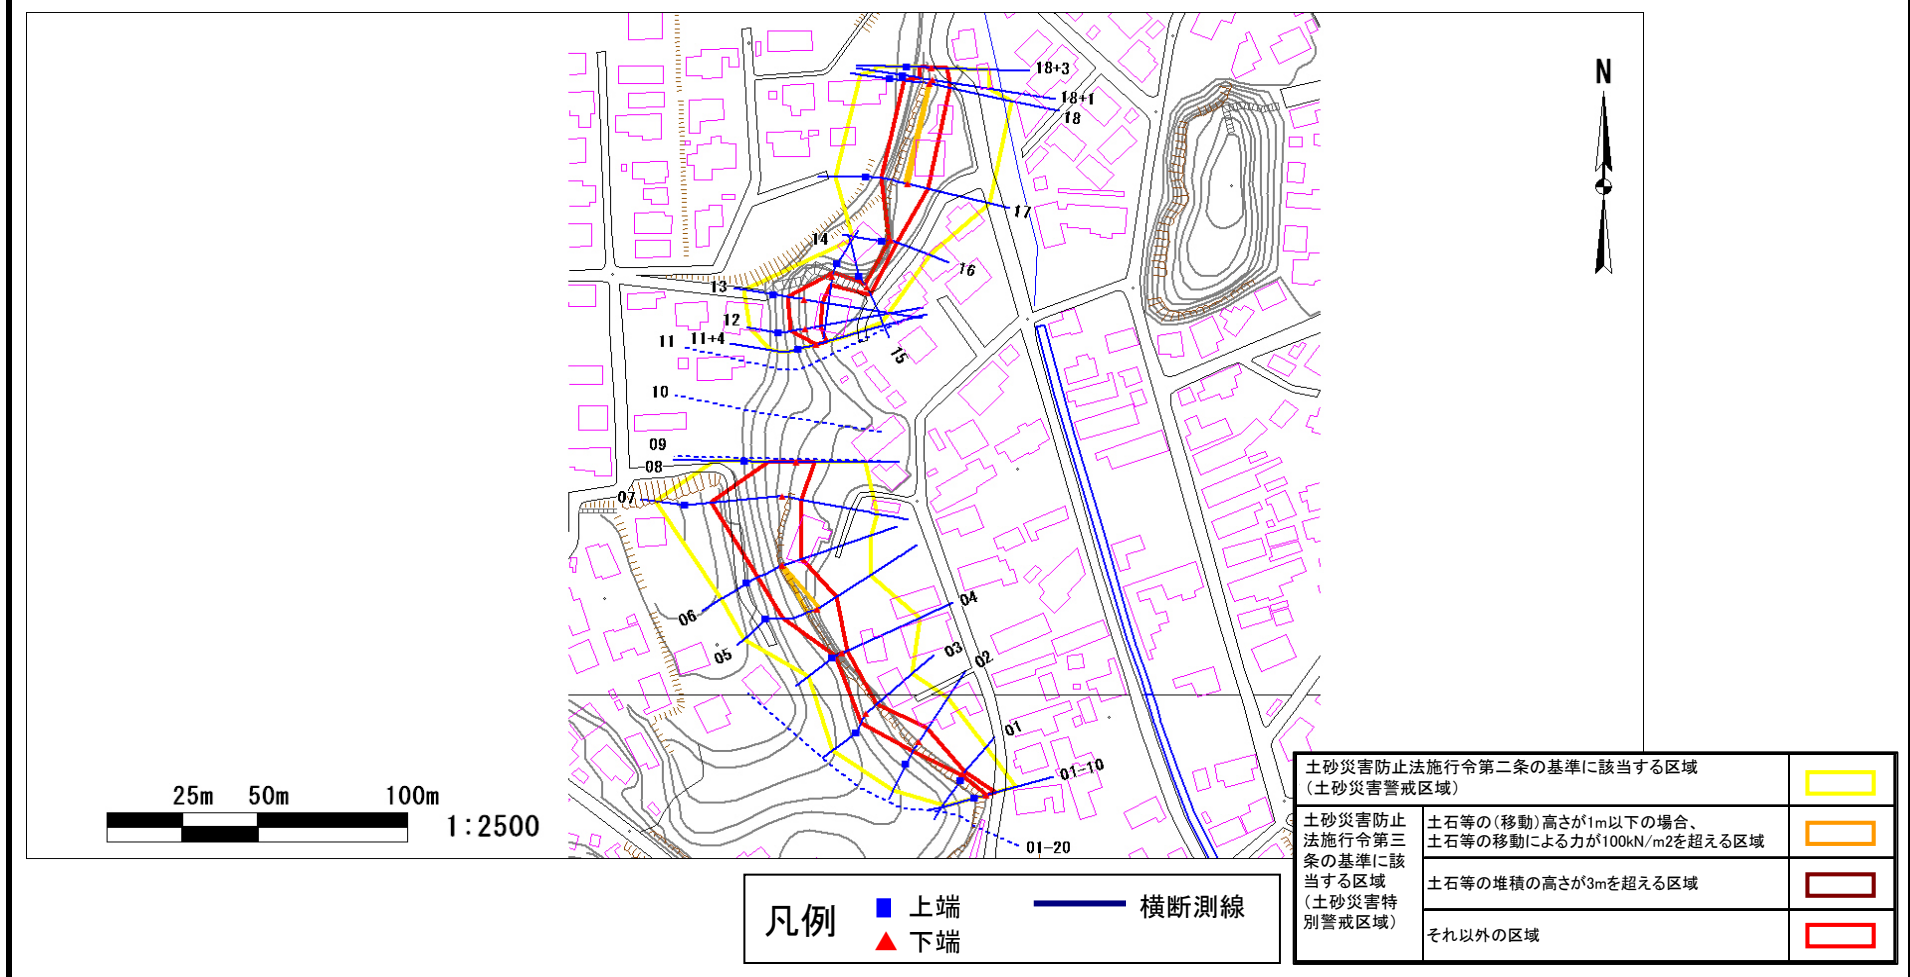 18+3
18+1
18
N
17
14
16
13
12
11
11+4
15
10
09
08
07
06
05
04
03
02
01
01-10
01-20
25m 50m 100m
1:2500
凡例
上端
下端
横断測線
土砂災害防止法施行令第二条の基準に該当する区域
(土砂災害警戒区域)
土砂災害防止
法施行令第三
条の基準に該
当する区域
(土砂災害特
別警戒区域)
土石等の(移動)高さが1m以下の場合、
土石等の移動による力が100kN/m2を超える区域
土石等の堆積の高さが3mを超える区域
それ以外の区域